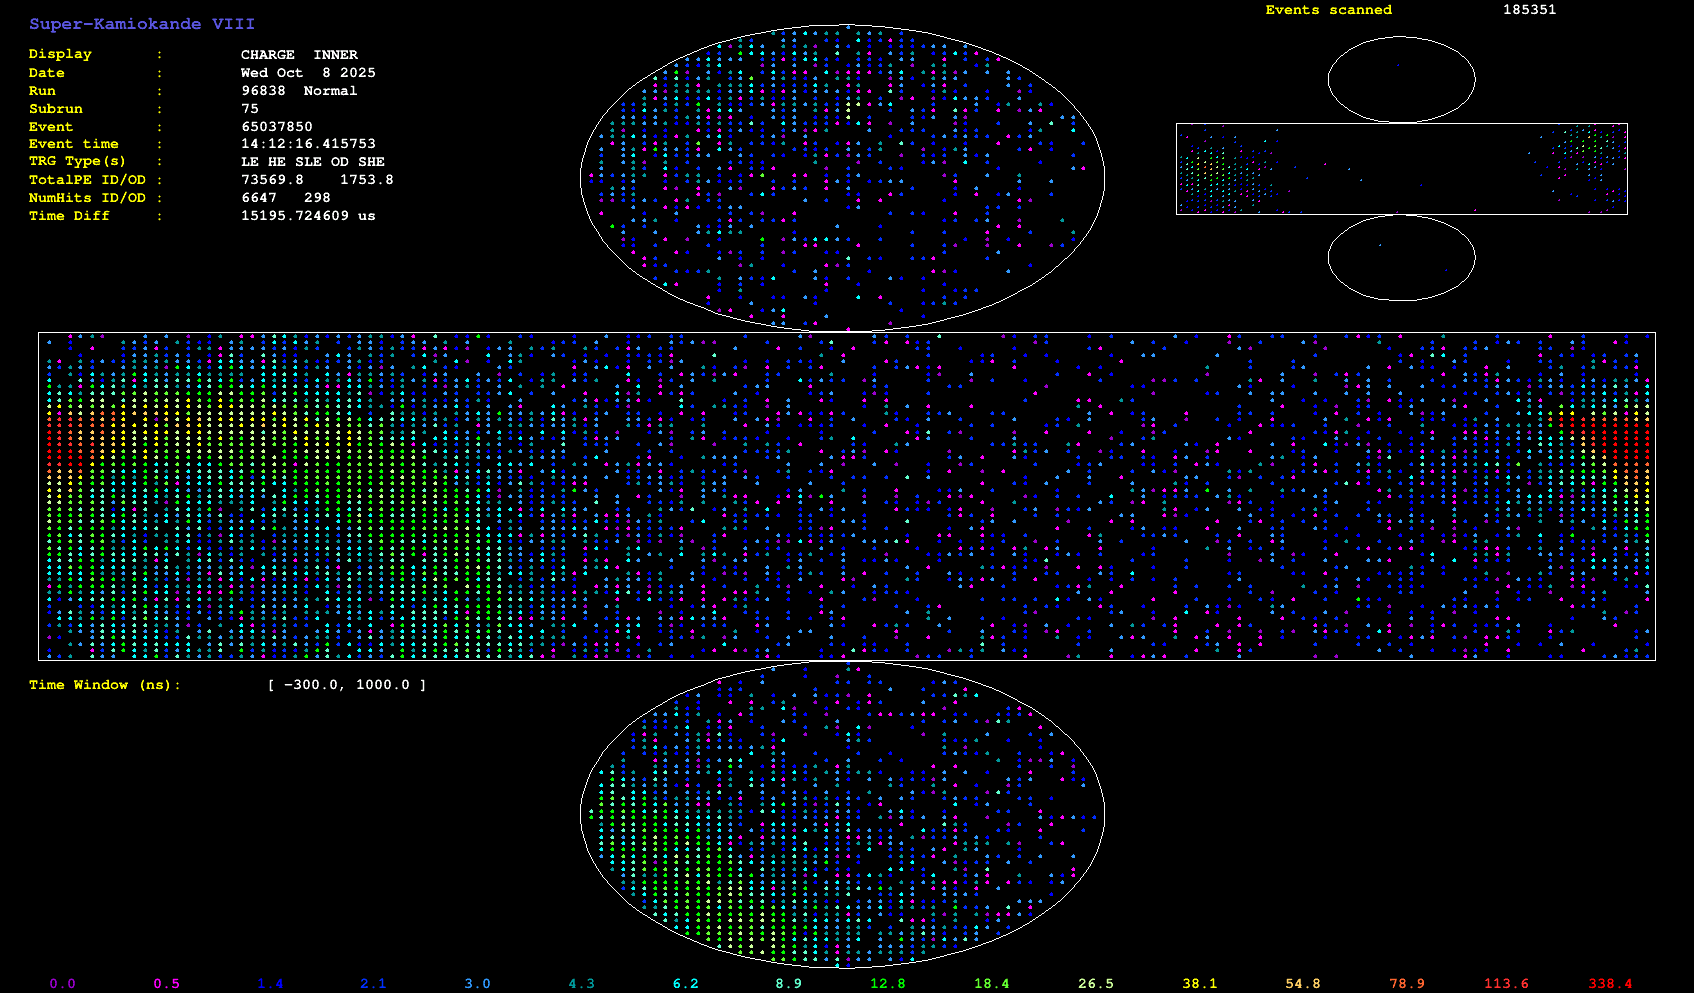 Super-Kamiokande VIII
Events scanned 185351
Display : CHARGE INNER
Date : Wed Oct 8 2025
Run : 96838 Normal
Subrun : 75
Event : 65037850
Event time : 14:12:16.415753
TRG Type(s) : LE HE SLE OD SHE
TotalPE ID/OD : 73569.8 1753.8
NumHits ID/OD : 6647 298
Time Diff : 15195.724609 us
Time Window (ns): [ -300.0, 1000.0 ]
0.0 0.5 1.4 2.1 3.0 4.3 6.2 8.9 12.8 18.4 26.5 38.1 54.8 78.9 113.6 338.4